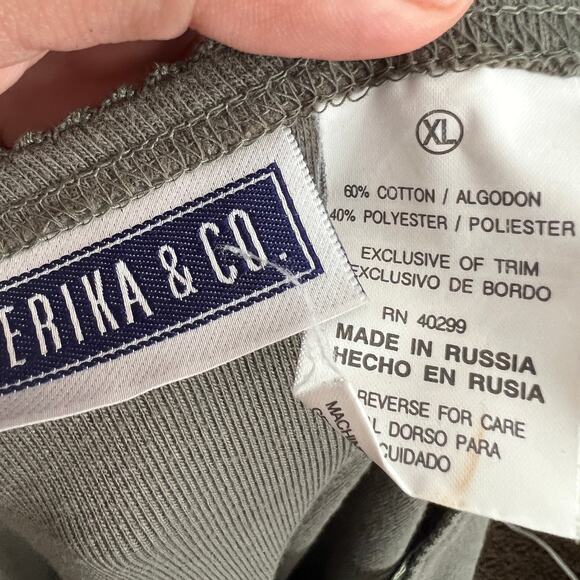 ERIKA & CO.
XL
60% COTTON / ALGODON
40% POLYESTER / POLIESTER
EXCLUSIVE OF TRIM
EXCLUSIVO DE BORDO
RN 40299
MADE IN RUSSIA
HECHO EN RUSIA
REVERSE FOR CARE
AL DORSO PARA
CUIDADO